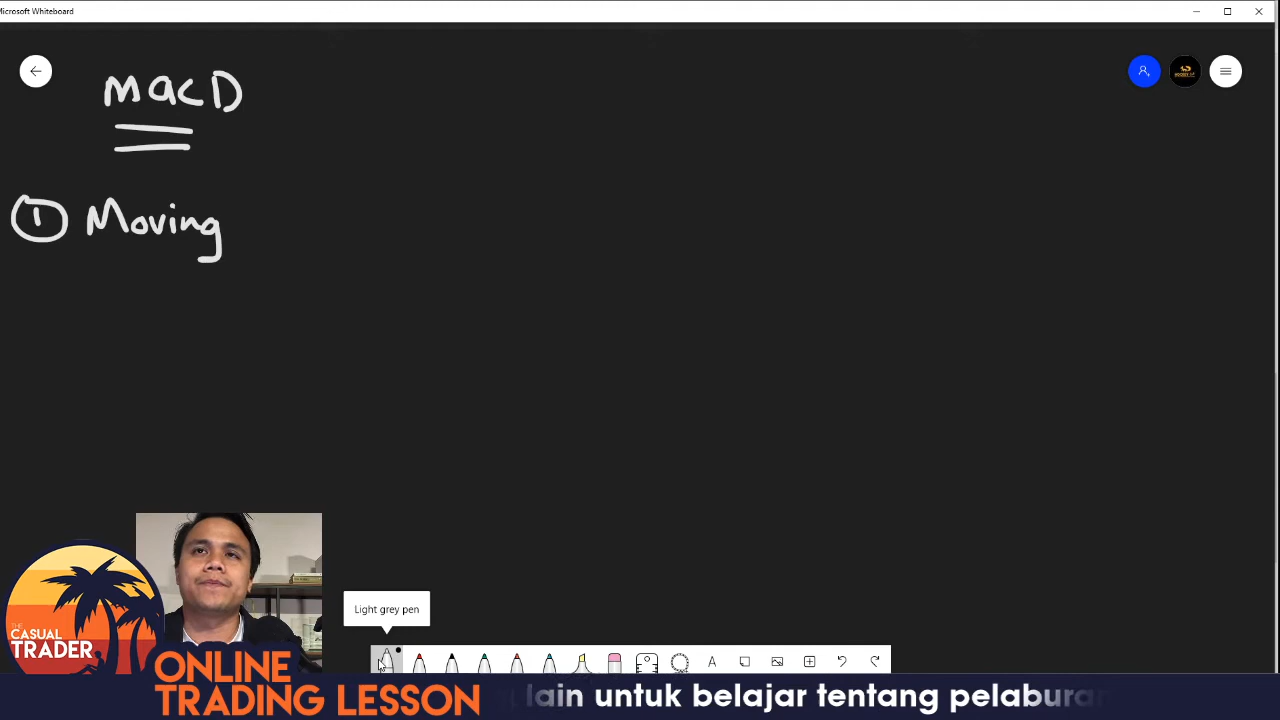 Microsoft Whiteboard
MACD
① Moving
Light grey pen
THE
CASUAL
TRADER
ONLINE
TRADING LESSON
lain untuk belajar tentang pelabura